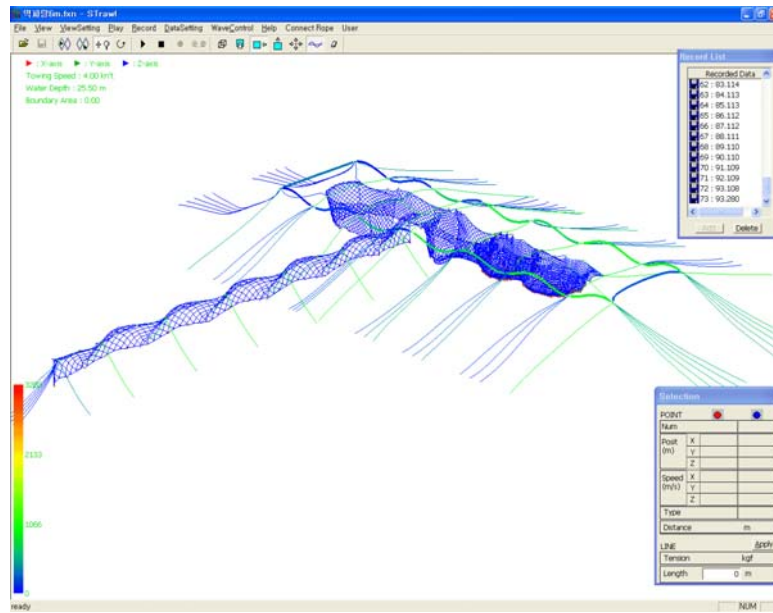 6m.fxn - STrawl
File View ViewSetting Play Record DataSetting WaveControl Help Connect Rope User
: X-axis : Y-axis : Z-axis
Towing Speed : 4.00 kn't
Water Depth : 25.50 m
Boundary Area : 0.00
Record List
Recorded Data
62 : 83.114
63 : 84.113
64 : 85.113
65 : 86.112
66 : 87.112
67 : 88.111
68 : 89.110
69 : 90.110
70 : 91.109
71 : 92.109
72 : 93.108
73 : 93.280
Add Delete
2133
1066
0
Selection
POINT
Num
Posit (m) X
Y
Z
Speed (m/s) X
Y
Z
Type
Distance m
LINE Apply
Tension kgf
Length 0 m
ready NUM